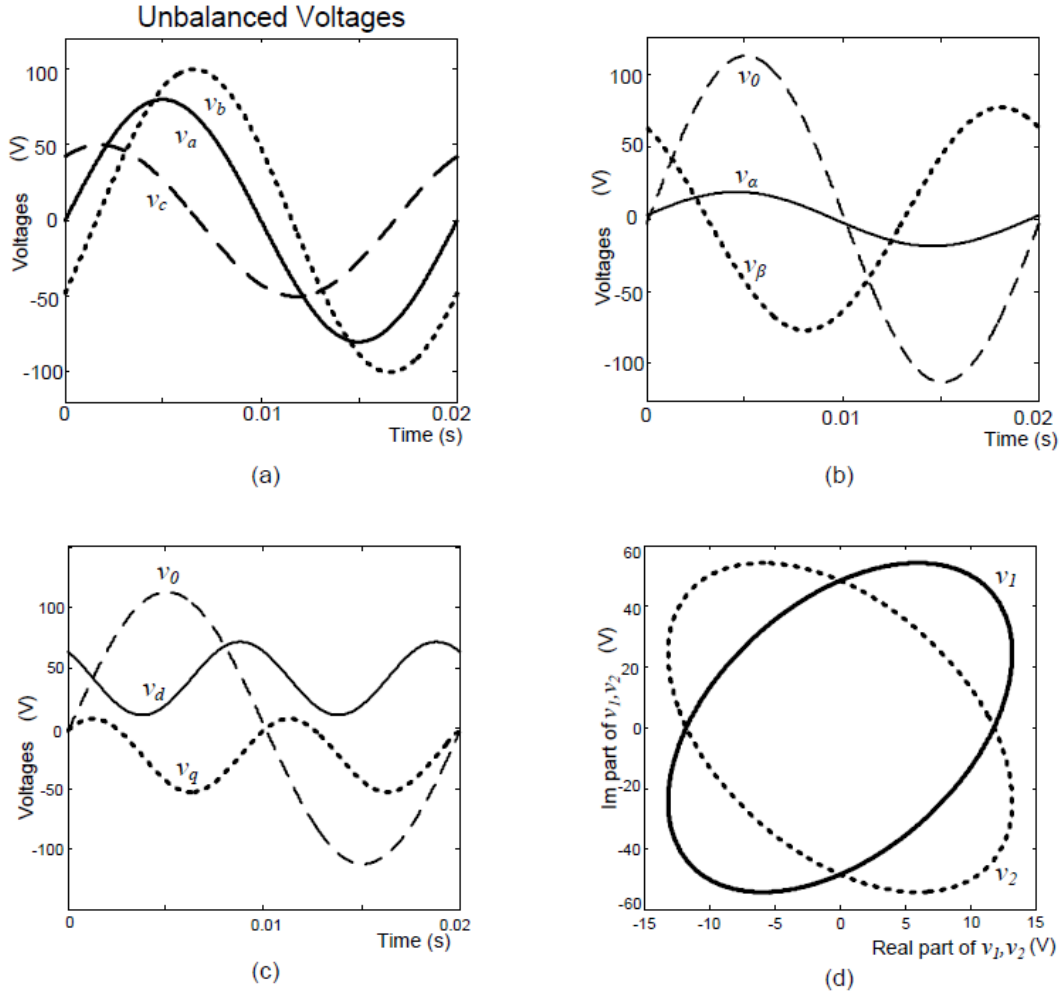 Unbalanced Voltages
100
50
0
-50
-100
Voltages (V)
v_b
v_a
v_c
0
0.01
0.02
Time (s)
(a)
100
50
0
-50
-100
Voltages (V)
v_0
v_α
v_β
0
0.01
0.02
Time (s)
(b)
100
50
0
-50
-100
Voltages (V)
v_0
v_d
v_q
0
0.01
0.02
Time (s)
(c)
60
40
20
0
-20
-40
-60
Im part of v_1,v_2 (V)
v_1
v_2
-15
-10
-5
0
5
10
15
Real part of v_1,v_2 (V)
(d)